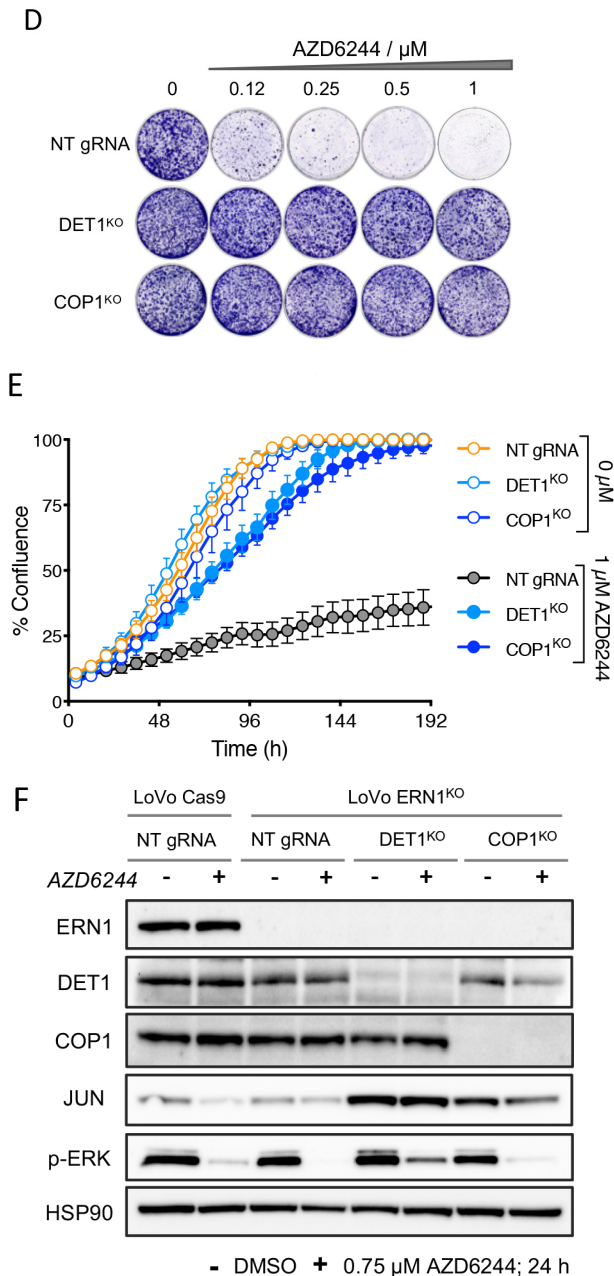 D
AZD6244 / μM
0 0.12 0.25 0.5 1
NT gRNA
DET1KO
COP1KO
E
100
75
50
25
0
% Confluence
0 48 96 144 192
Time (h)
NT gRNA
DET1KO
COP1KO
0 μM
NT gRNA
DET1KO
COP1KO
1 μM AZD6244
F
LoVo Cas9 LoVo ERN1KO
NT gRNA NT gRNA DET1KO COP1KO
AZD6244 - + - + - + - +
ERN1
DET1
COP1
JUN
p-ERK
HSP90
- DMSO + 0.75 μM AZD6244; 24 h